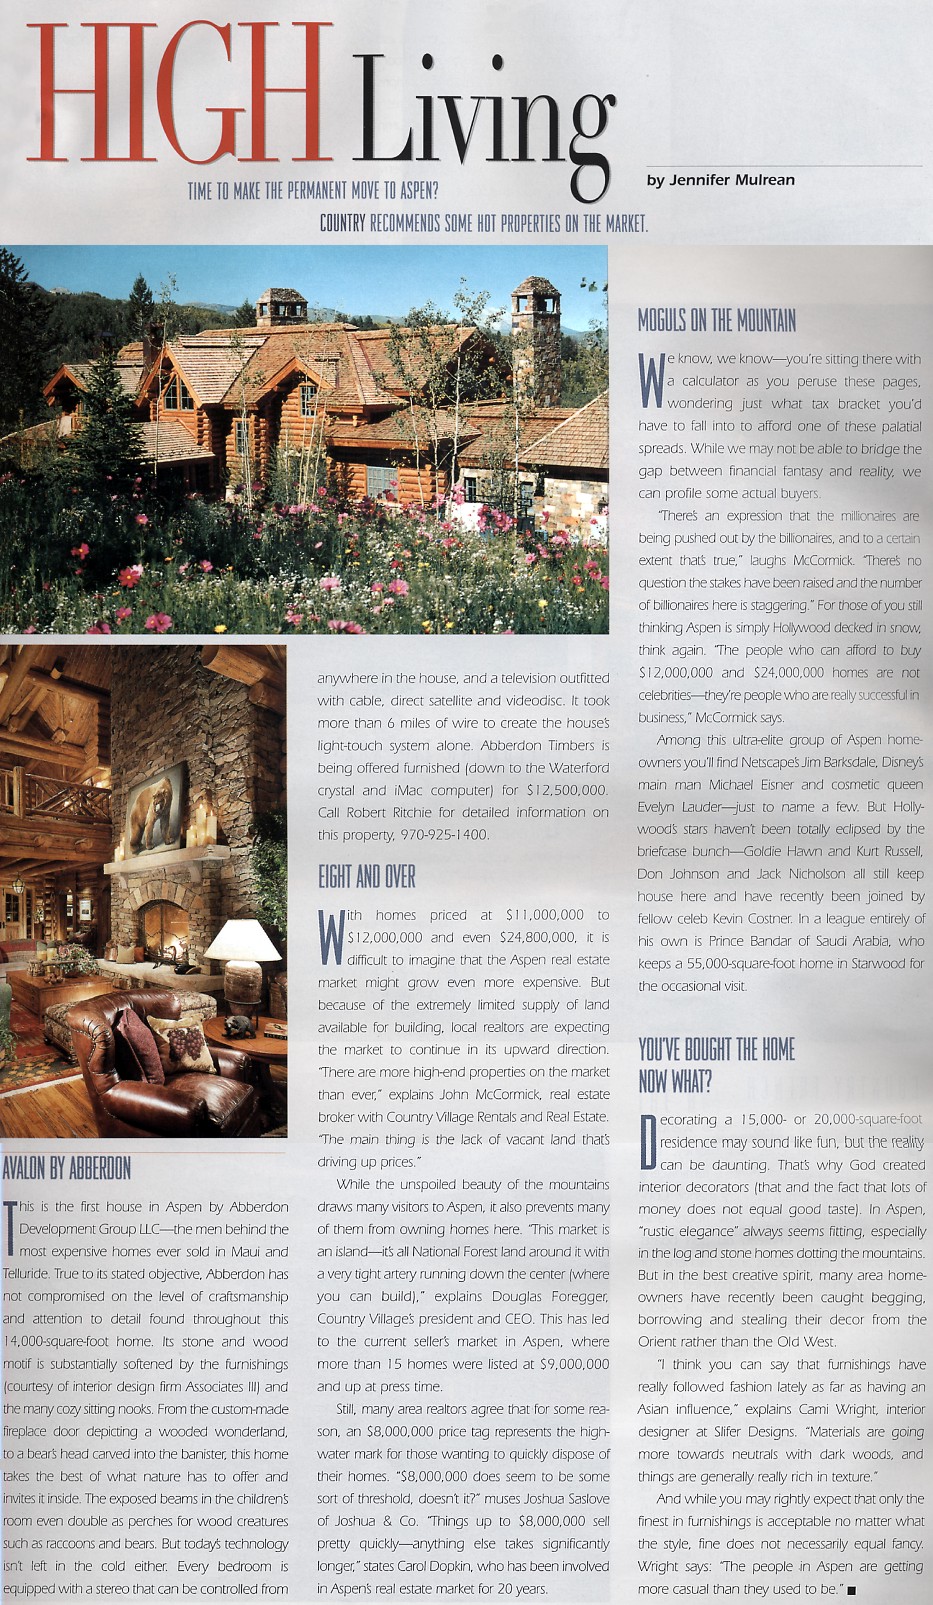 HIGH Living
by Jennifer Mulrean
TIME TO MAKE THE PERMANENT MOVE TO ASPEN?
COUNTRY RECOMMENDS SOME HOT PROPERTIES ON THE MARKET.
AVALON BY ABBERDON
This is the first house in Aspen by Abberdon
Development Group LLC—the men behind the
most expensive homes ever sold in Maui and
Telluride. True to its stated objective, Abberdon has
not compromised on the level of craftsmanship
and attention to detail found throughout this
14,000-square-foot home. Its stone and wood
motif is substantially softened by the furnishings
(courtesy of interior design firm Associates III) and
the many cozy sitting nooks. From the custom-made
fireplace door depicting a wooded wonderland,
to a bear's head carved into the banister, this home
takes the best of what nature has to offer and
invites it inside. The exposed beams in the children's
room even double as perches for wood creatures
such as raccoons and bears. But today's technology
isn't left in the cold either. Every bedroom is
equipped with a stereo that can be controlled from
anywhere in the house, and a television outfitted
with cable, direct satellite and videodisc. It took
more than 6 miles of wire to create the house's
light-touch system alone. Abberdon Timbers is
being offered furnished (down to the Waterford
crystal and iMac computer) for $12,500,000.
Call Robert Ritchie for detailed information on
this property, 970-925-1400.
EIGHT AND OVER
With homes priced at $11,000,000 to
$12,000,000 and even $24,800,000, it is
difficult to imagine that the Aspen real estate
market might grow even more expensive. But
because of the extremely limited supply of land
available for building, local realtors are expecting
the market to continue in its upward direction.
"There are more high-end properties on the market
than ever," explains John McCormick, real estate
broker with Country Village Rentals and Real Estate.
"The main thing is the lack of vacant land that's
driving up prices."
While the unspoiled beauty of the mountains
draws many visitors to Aspen, it also prevents many
of them from owning homes here. "This market is
an island—it's all National Forest land around it with
a very tight artery running down the center (where
you can build)," explains Douglas Foregger,
Country Village's president and CEO. This has led
to the current seller's market in Aspen, where
more than 15 homes were listed at $9,000,000
and up at press time.
Still, many area realtors agree that for some rea-
son, an $8,000,000 price tag represents the high-
water mark for those wanting to quickly dispose of
their homes. "$8,000,000 does seem to be some
sort of threshold, doesn't it?" muses Joshua Saslove
of Joshua & Co. "Things up to $8,000,000 sell
pretty quickly—anything else takes significantly
longer," states Carol Dopkin, who has been involved
in Aspen's real estate market for 20 years.
MOGULS ON THE MOUNTAIN
We know, we know—you're sitting there with
a calculator as you peruse these pages,
wondering just what tax bracket you'd
have to fall into to afford one of these palatial
spreads. While we may not be able to bridge the
gap between financial fantasy and reality, we
can profile some actual buyers.
"There's an expression that the millionaires are
being pushed out by the billionaires, and to a certain
extent that's true," laughs McCormick. "There's no
question the stakes have been raised and the number
of billionaires here is staggering." For those of you still
thinking Aspen is simply Hollywood decked in snow,
think again. "The people who can afford to buy
$12,000,000 and $24,000,000 homes are not
celebrities—they're people who are really successful in
business," McCormick says.
Among this ultra-elite group of Aspen home-
owners you'll find Netscape's Jim Barksdale, Disney's
main man Michael Eisner and cosmetic queen
Evelyn Lauder—just to name a few. But Holly-
wood's stars haven't been totally eclipsed by the
briefcase bunch—Goldie Hawn and Kurt Russell,
Don Johnson and Jack Nicholson all still keep
house here and have recently been joined by
fellow celeb Kevin Costner. In a league entirely of
his own is Prince Bandar of Saudi Arabia, who
keeps a 55,000-square-foot home in Starwood for
the occasional visit.
YOU'VE BOUGHT THE HOME
NOW WHAT?
Decorating a 15,000- or 20,000-square-foot
residence may sound like fun, but the reality
can be daunting. That's why God created
interior decorators (that and the fact that lots of
money does not equal good taste). In Aspen,
"rustic elegance" always seems fitting, especially
in the log and stone homes dotting the mountains.
But in the best creative spirit, many area home-
owners have recently been caught begging,
borrowing and stealing their decor from the
Orient rather than the Old West.
"I think you can say that furnishings have
really followed fashion lately as far as having an
Asian influence," explains Cami Wright, interior
designer at Slifer Designs. "Materials are going
more towards neutrals with dark woods, and
things are generally really rich in texture."
And while you may rightly expect that only the
finest in furnishings is acceptable no matter what
the style, fine does not necessarily equal fancy.
Wright says: "The people in Aspen are getting
more casual than they used to be." ■